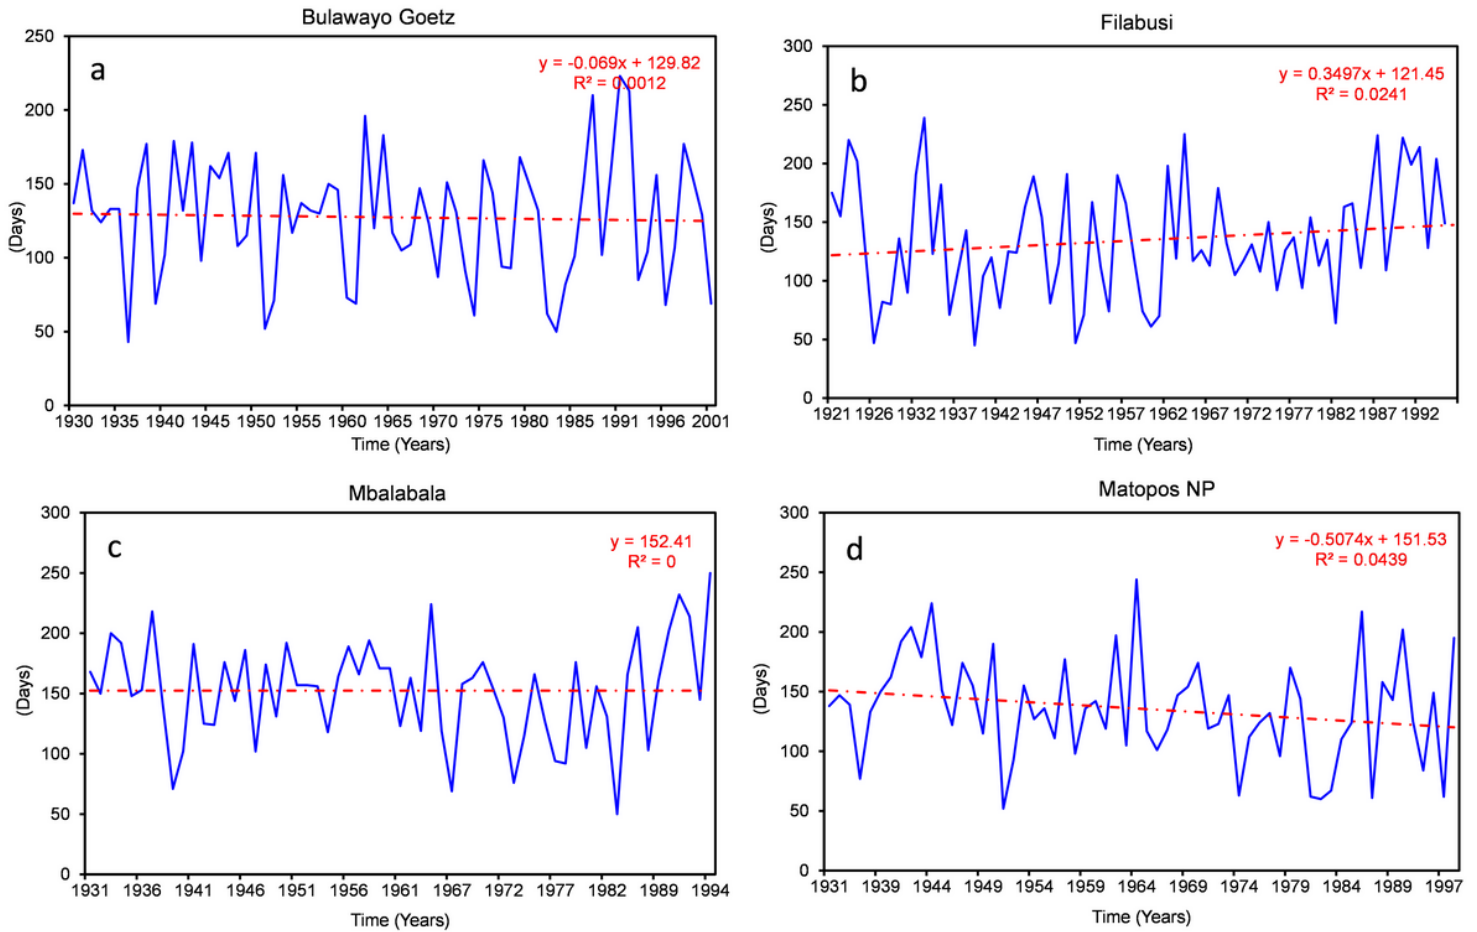 Bulawayo Goetz
a
y = -0.069x + 129.82
R² = 0.0012
250
200
150
100
50
0
(Days)
1930 1935 1940 1945 1950 1955 1960 1965 1970 1975 1980 1985 1991 1996 2001
Time (Years)
Filabusi
b
y = 0.3497x + 121.45
R² = 0.0241
300
250
200
150
100
50
0
(Days)
1921 1926 1932 1937 1942 1947 1952 1957 1962 1967 1972 1977 1982 1987 1992
Time (Years)
Mbalabala
c
y = 152.41
R² = 0
300
250
200
150
100
50
0
(Days)
1931 1936 1941 1946 1951 1956 1961 1967 1972 1977 1982 1989 1994
Time (Years)
Matopos NP
d
y = -0.5074x + 151.53
R² = 0.0439
300
250
200
150
100
50
0
(Days)
1931 1939 1944 1949 1954 1959 1964 1969 1974 1979 1984 1989 1997
Time (Years)